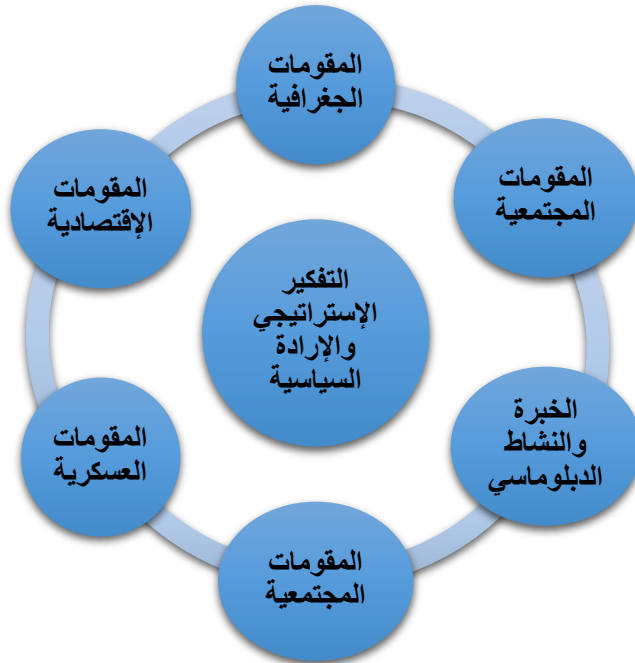 المقومات
الجغرافية
المقومات
المجتمعية
المقومات
الإقتصادية
التفكير
الإستراتيجي
والإرادة
السياسية
الخبرة
والنشاط
الدبلوماسي
المقومات
العسكرية
المقومات
المجتمعية